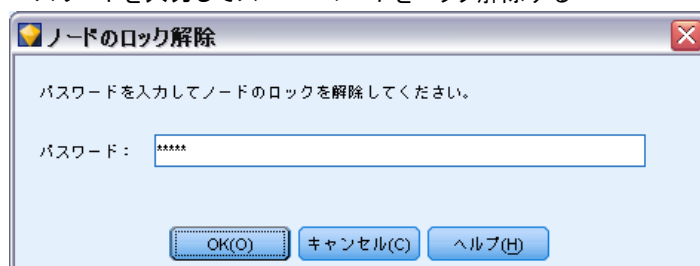 ノードのロック解除
パスワードを入力してノードのロックを解除してください。
パスワード： *****
OK(O) キャンセル(C) ヘルプ(H)